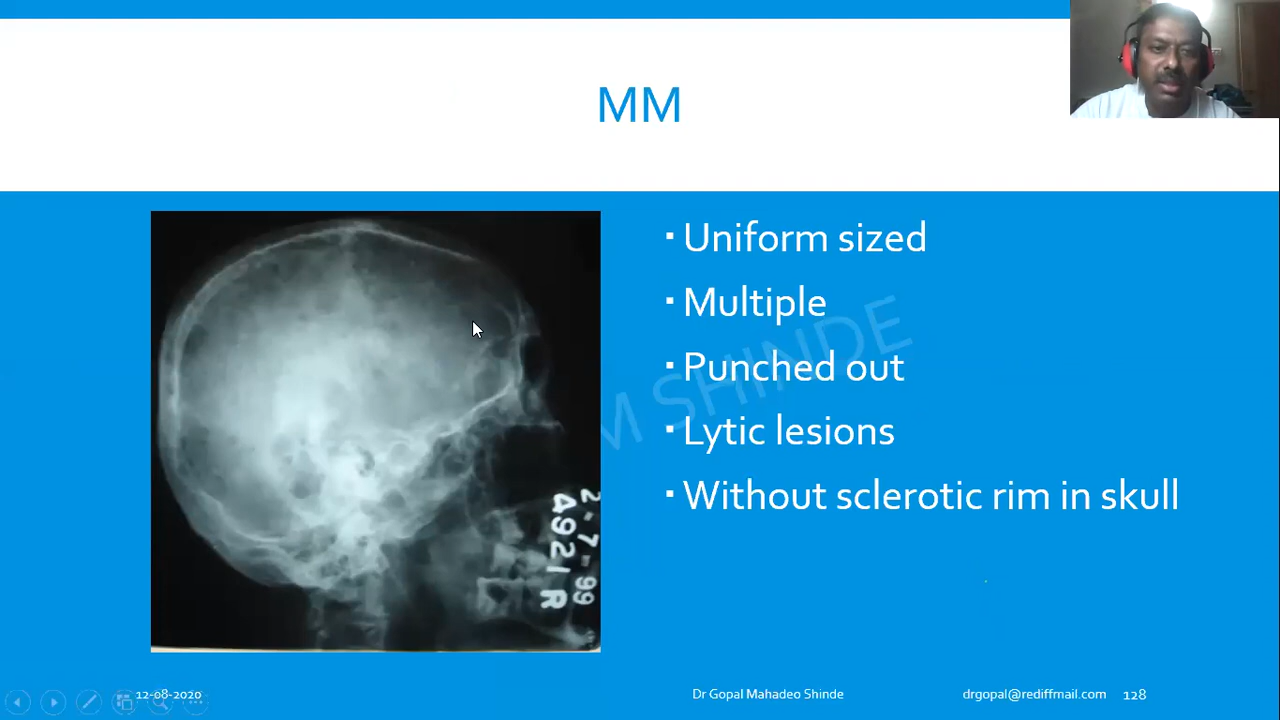 MM
▪ Uniform sized
▪ Multiple
▪ Punched out
▪ Lytic lesions
▪ Without sclerotic rim in skull
M SHINDE
2-7-99
4921 R
12-08-2020
Dr Gopal Mahadeo Shinde
drgopal@rediffmail.com
128